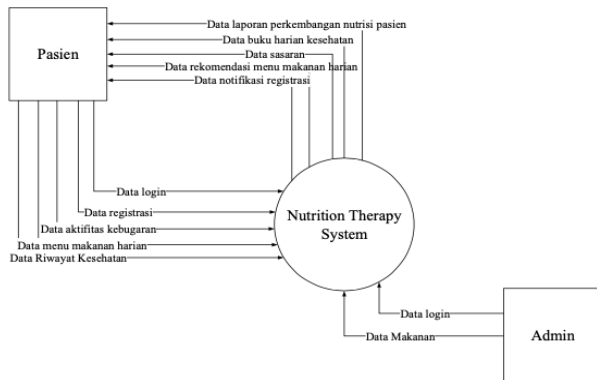 Data laporan perkembangan nutrisi pasien
Data buku harian kesehatan
Pasien
Data sasaran
Data rekomendasi menu makanan harian
Data notifikasi registrasi
Data login
Data registrasi
Nutrition Therapy
System
Data aktifitas kebugaran
Data menu makanan harian
Data Riwayat Kesehatan
Data login
Data Makanan
Admin